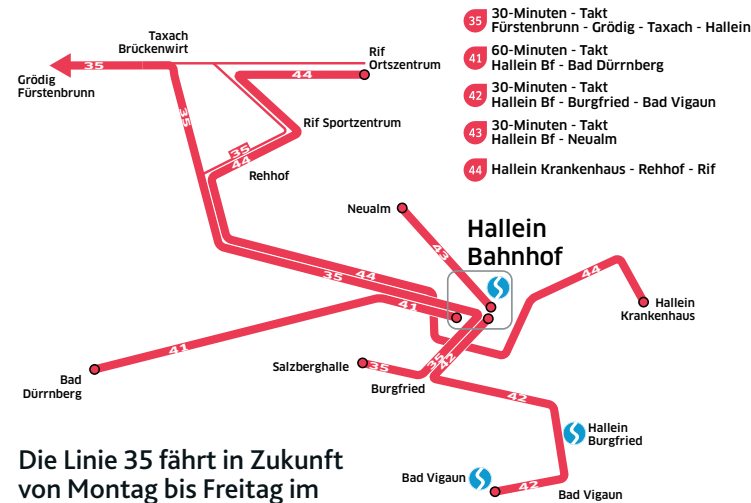 35
30-Minuten - Takt
Fürstenbrunn - Grödig - Taxach - Hallein
41
60-Minuten - Takt
Hallein Bf - Bad Dürrnberg
42
30-Minuten - Takt
Hallein Bf - Burgfried - Bad Vigaun
43
30-Minuten - Takt
Hallein Bf - Neualm
44
Hallein Krankenhaus - Rehhof - Rif
Taxach
Brückenwirt
Rif
Ortszentrum
35
44
Grödig
Fürstenbrunn
35
Rif Sportzentrum
35
44
Rehhof
Neualm
43
Hallein
Bahnhof
44
35
44
41
Hallein
Krankenhaus
41
35
42
Salzberghalle
35
Burgfried
Bad
Dürrnberg
42
Hallein
Burgfried
Bad Vigaun
42
Bad Vigaun
Die Linie 35 fährt in Zukunft
von Montag bis Freitag im